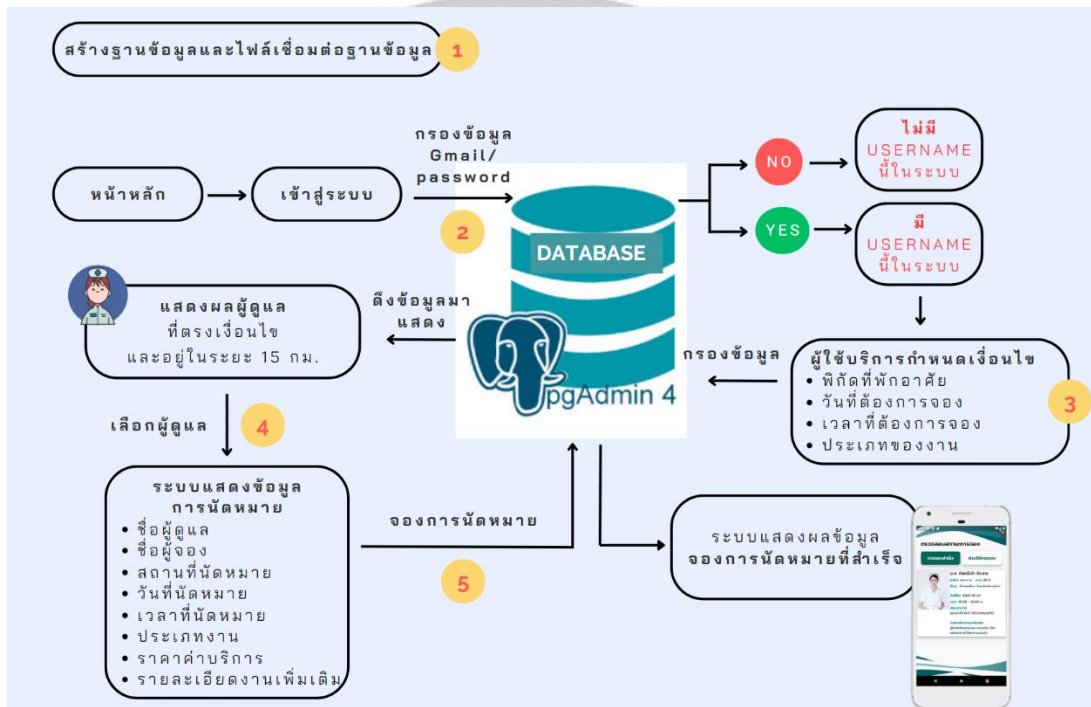 สร้างฐานข้อมูลและไฟล์เชื่อมต่อฐานข้อมูล
1
หน้าหลัก
เข้าสู่ระบบ
กรองข้อมูล
Gmail/
password
2
DATABASE
pgAdmin 4
NO
ไม่มี
USERNAME
นี้ในระบบ
YES
มี
USERNAME
นี้ในระบบ
ผู้ใช้บริการกำหนดเงื่อนไข
• พิกัดที่พักอาศัย
• วันที่ต้องการจอง
• เวลาที่ต้องการจอง
• ประเภทของงาน
3
กรองข้อมูล
ดึงข้อมูลมา
แสดง
แสดงผลผู้ดูแล
ที่ตรงเงื่อนไข
และอยู่ในระยะ 15 กม.
เลือกผู้ดูแล
4
ระบบแสดงข้อมูล
การนัดหมาย
• ชื่อผู้ดูแล
• ชื่อผู้จอง
• สถานที่นัดหมาย
• วันที่นัดหมาย
• เวลาที่นัดหมาย
• ประเภทงาน
• ราคาค่าบริการ
• รายละเอียดงานเพิ่มเติม
จองการนัดหมาย
5
ระบบแสดงผลข้อมูล
จองการนัดหมายที่สำเร็จ
ตรวจสอบสถานะการจอง